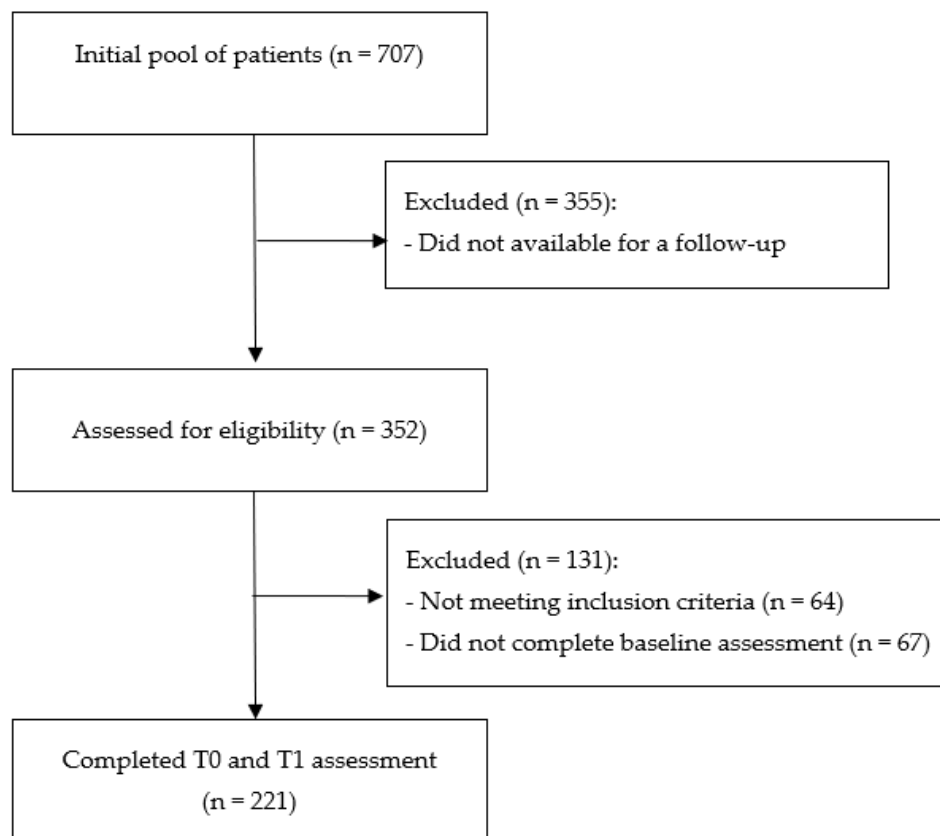 Initial pool of patients (n = 707)
Excluded (n = 355):
- Did not available for a follow-up
Assessed for eligibility (n = 352)
Excluded (n = 131):
- Not meeting inclusion criteria (n = 64)
- Did not complete baseline assessment (n = 67)
Completed T0 and T1 assessment
(n = 221)